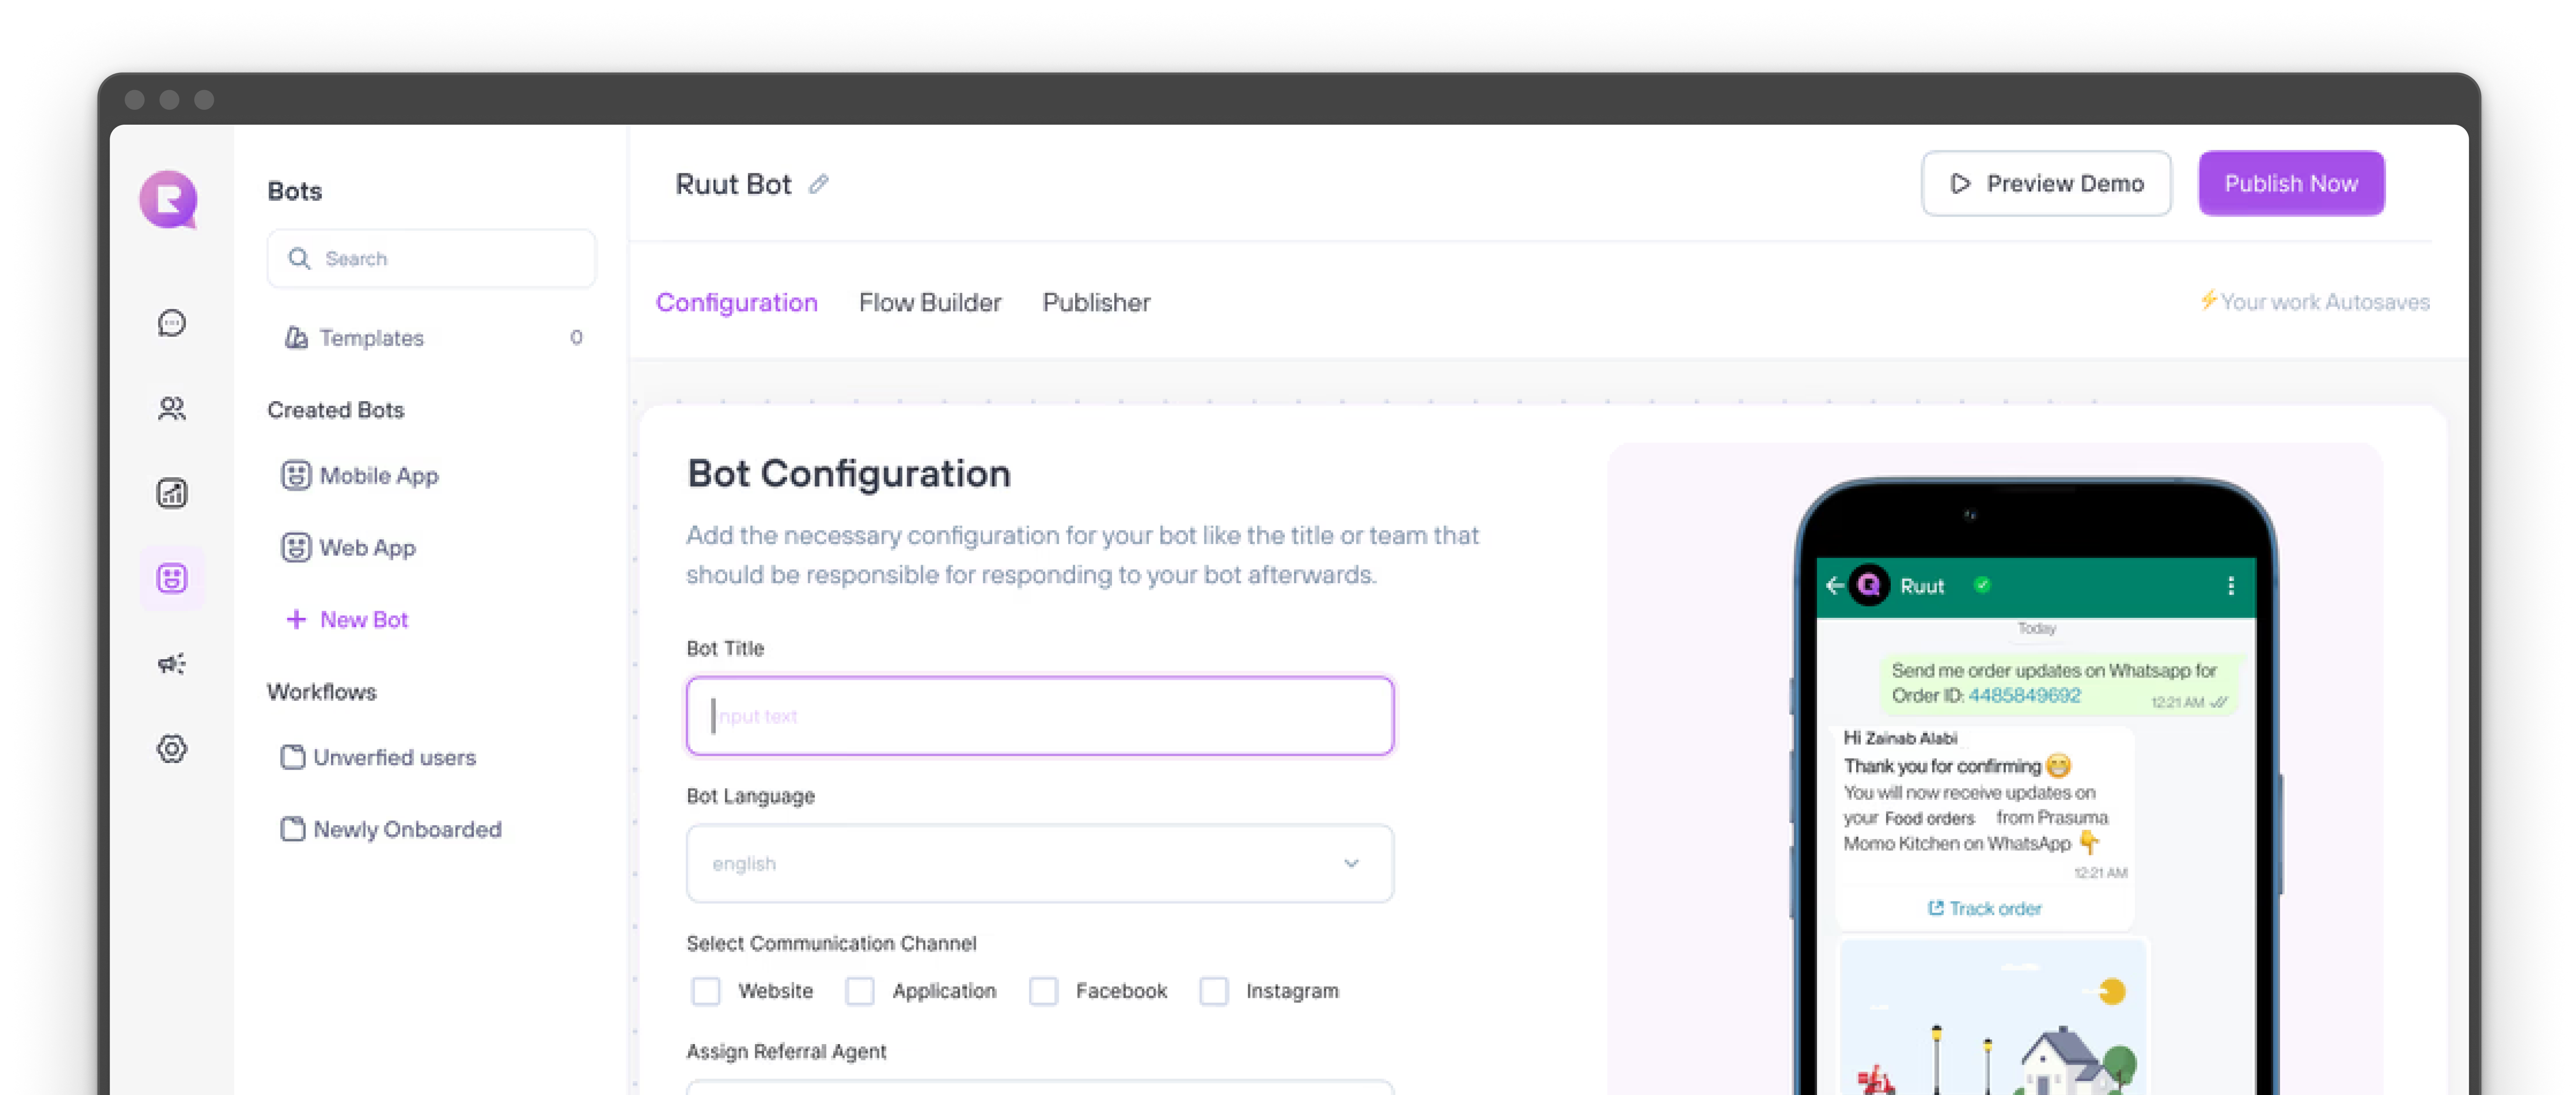 Bots
Search
Templates 0
Created Bots
Mobile App
Web App
New Bot
Workflows
Unverfied users
Newly Onboarded
Ruut Bot
Preview Demo
Publish Now
Configuration
Flow Builder
Publisher
⚡Your work Autosaves
Bot Configuration
Add the necessary configuration for your bot like the title or team that
should be responsible for responding to your bot afterwards.
Bot Title
nput text
Bot Language
english
Select Communication Channel
Website
Application
Facebook
Instagram
Assign Referral Agent
Ruut
Today
Send me order updates on Whatsapp for
Order ID: 4485849692
12:21 AM
Hi Zainab Alabi
Thank you for confirming 😁
You will now receive updates on
your Food orders from Prasuma
Momo Kitchen on WhatsApp 👇
12:21 AM
Track order